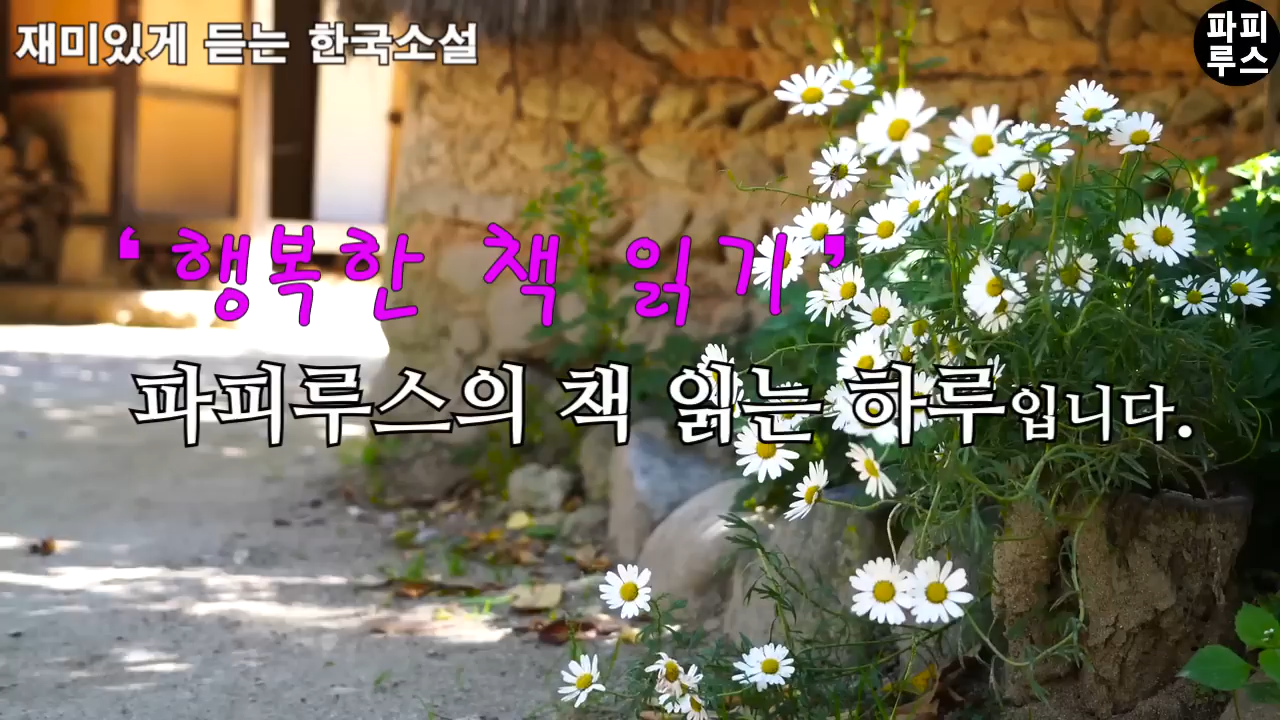 재미있게 듣는 한국소설
파피
루스
‘행복한 책 읽기’
파피루스의 책 읽는 하루입니다.